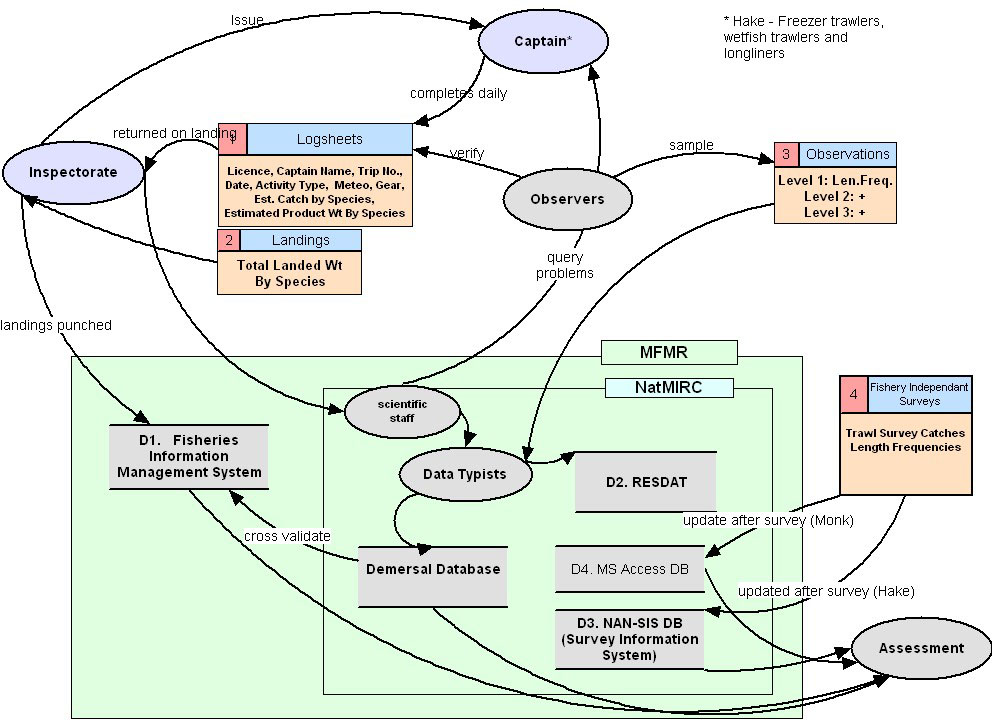 Issue
Captain*
* Hake - Freezer trawlers,
wetfish trawlers and
longliners
completes daily
returned on landing
1
Logsheets
verify
sample
3
Observations
Inspectorate
Licence, Captain Name, Trip No.,
Date, Activity Type, Meteo, Gear,
Est. Catch by Species,
Estimated Product Wt By Species
Observers
Level 1: Len.Freq.
Level 2: +
Level 3: +
2
Landings
Total Landed Wt
By Species
query
problems
landings punched
MFMR
NatMIRC
4
Fishery Independant
Surveys
Trawl Survey Catches
Length Frequencies
scientific
staff
D1. Fisheries
Information
Management System
Data Typists
D2. RESDAT
update after survey (Monk)
cross validate
Demersal Database
D4. MS Access DB
updated after survey (Hake)
D3. NAN-SIS DB
(Survey Information
System)
Assessment